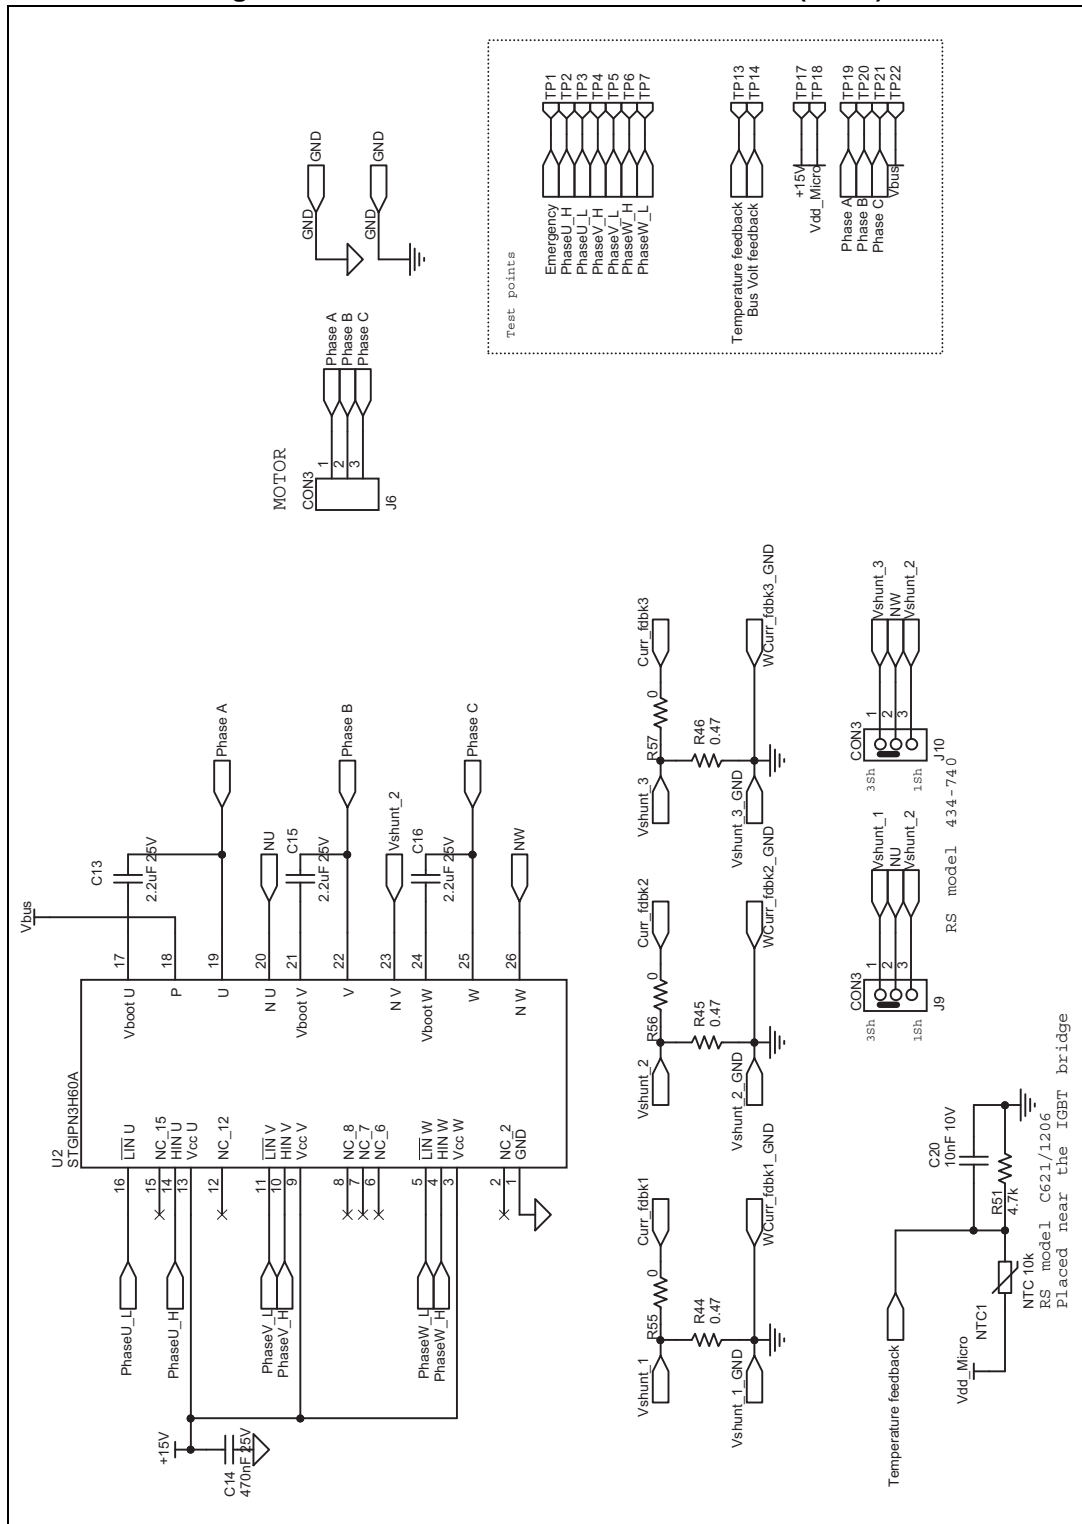 Test points
Emergency
TP1
PhaseU_H
TP2
PhaseU_L
TP3
PhaseV_H
TP4
PhaseV_L
TP5
PhaseW_H
TP6
PhaseW_L
TP7
Temperature feedback
TP13
Bus Volt feedback
TP14
+15V
TP17
Vdd_Micro
TP18
Phase A
TP19
Phase B
TP20
Phase C
TP21
Vbus
TP22
GND
GND
GND
GND
MOTOR
CON3
J6
1
2
3
Phase A
Phase B
Phase C
U2
STGIPN3H60A
Vbus
C13
2.2uF 25V
Phase A
NU
C15
2.2uF 25V
Phase B
Vshunt_2
C16
2.2uF 25V
Phase C
NW
17
18
19
20
21
22
23
24
25
26
Vboot U
P
U
N U
Vboot V
V
N V
Vboot W
W
N W
LIN U
NC_15
HIN U
Vcc U
NC_12
LIN V
HIN V
Vcc V
NC_8
NC_7
NC_6
LIN W
HIN W
Vcc W
NC_2
GND
16
15
14
13
12
11
10
9
8
7
6
5
4
3
2
1
PhaseU_L
PhaseU_H
PhaseV_L
PhaseV_H
PhaseW_L
PhaseW_H
+15V
C14
470nF 25V
Vshunt_1
R55
0
Curr_fdbk1
R44
0.47
Vshunt_1_GND
WCurr_fdbk1_GND
Vshunt_2
R56
0
Curr_fdbk2
R45
0.47
Vshunt_2_GND
WCurr_fdbk2_GND
Vshunt_3
R57
0
Curr_fdbk3
R46
0.47
Vshunt_3_GND
WCurr_fdbk3_GND
CON3
3Sh
1Sh
J9
1
2
3
Vshunt_1
NU
Vshunt_2
CON3
3Sh
1Sh
J10
1
2
3
Vshunt_3
NW
Vshunt_2
RS model 434-740
Temperature feedback
Vdd_Micro
NTC1
NTC 10k
RS model C621/1206
Placed near the IGBT bridge
C20
10nF 10V
R51
4.7k